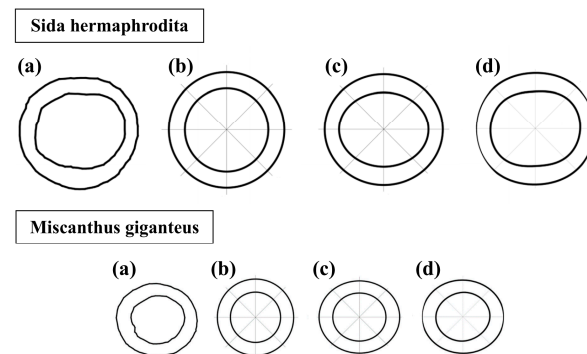 Sida hermaphrodita
(a) (b) (c) (d)
Miscanthus giganteus
(a) (b) (c) (d)